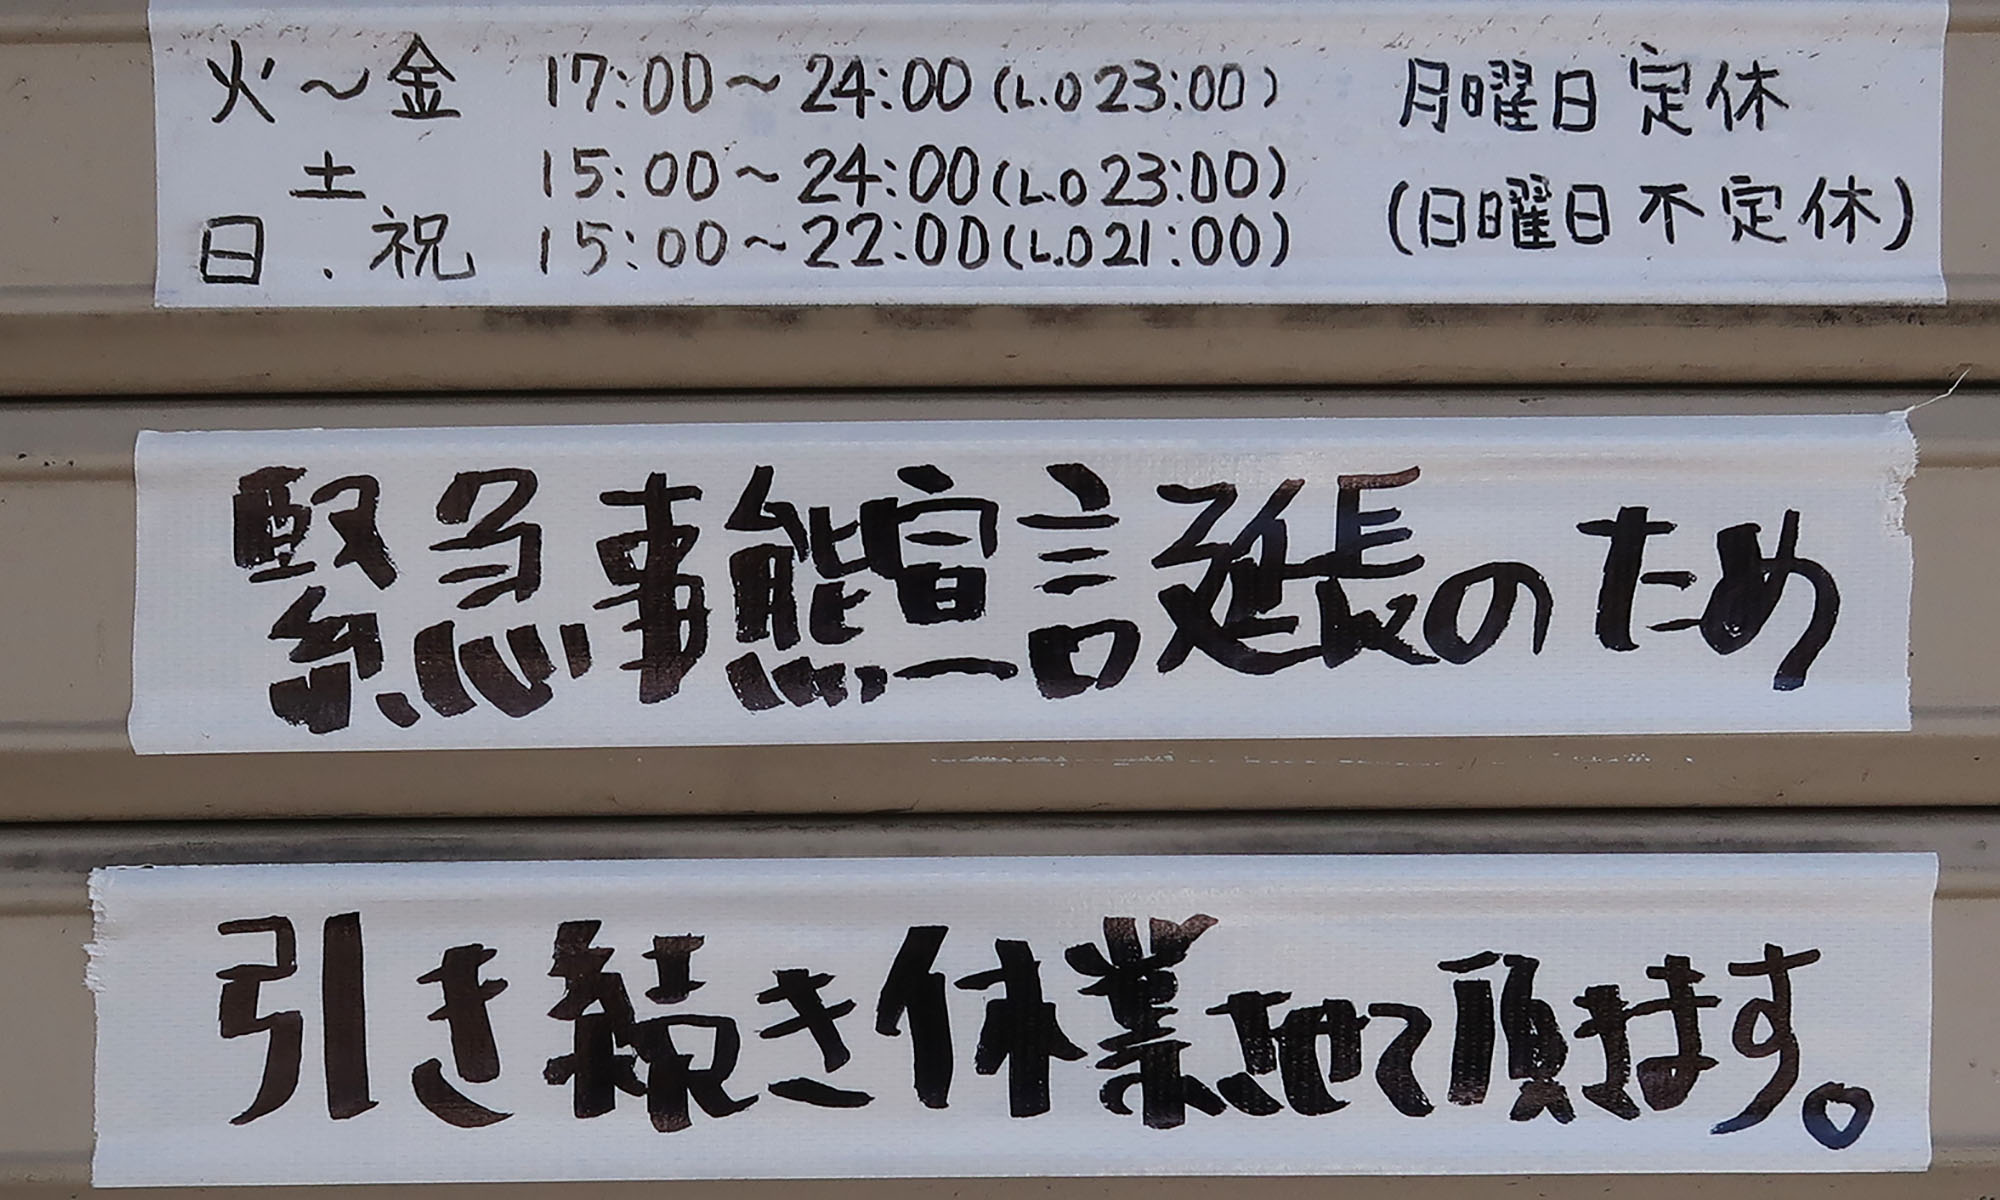 火〜金 17:00〜24:00(L.O 23:00) 月曜日定休
土 15:00〜24:00(L.O 23:00) (日曜日不定休)
日.祝 15:00〜22:00(L.O 21:00)
緊急事態宣言延長のため
引き続き休業させて頂きます。